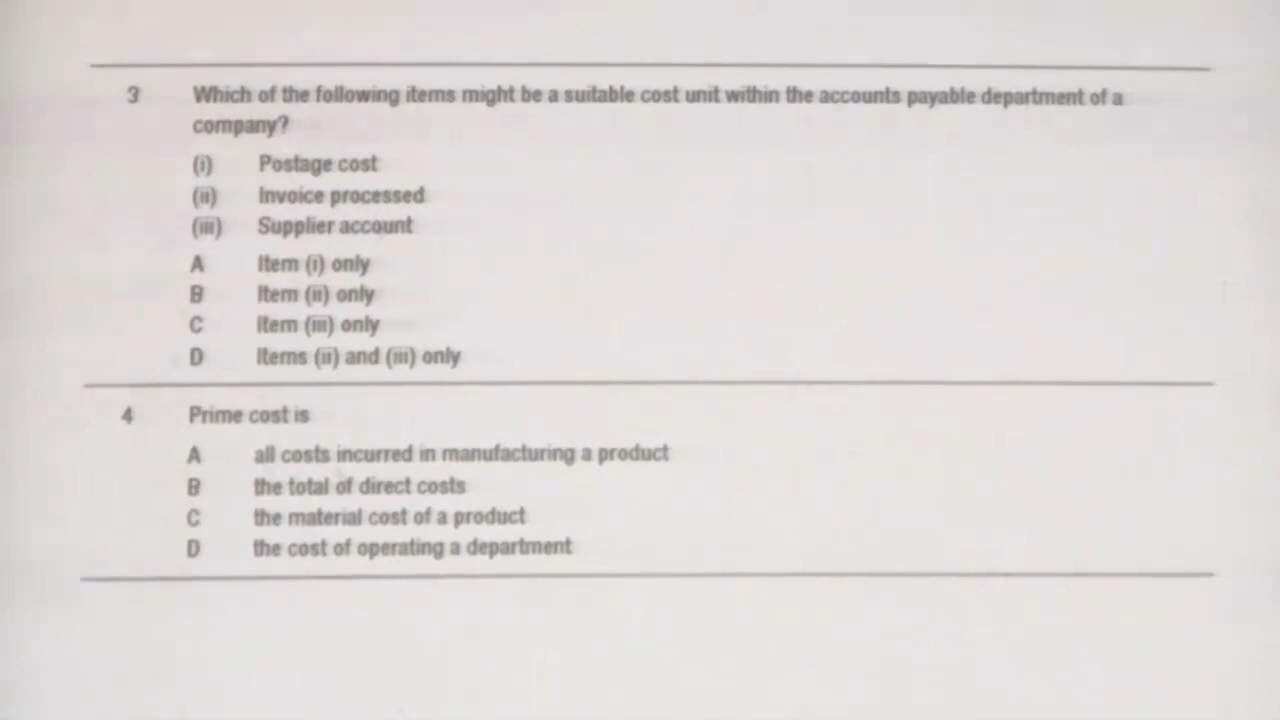 3 Which of the following items might be a suitable cost unit within the accounts payable department of a
company?
(i) Postage cost
(ii) Invoice processed
(iii) Supplier account
A Item (i) only
B Item (ii) only
C Item (iii) only
D Items (ii) and (iii) only
4 Prime cost is
A all costs incurred in manufacturing a product
B the total of direct costs
C the material cost of a product
D the cost of operating a department